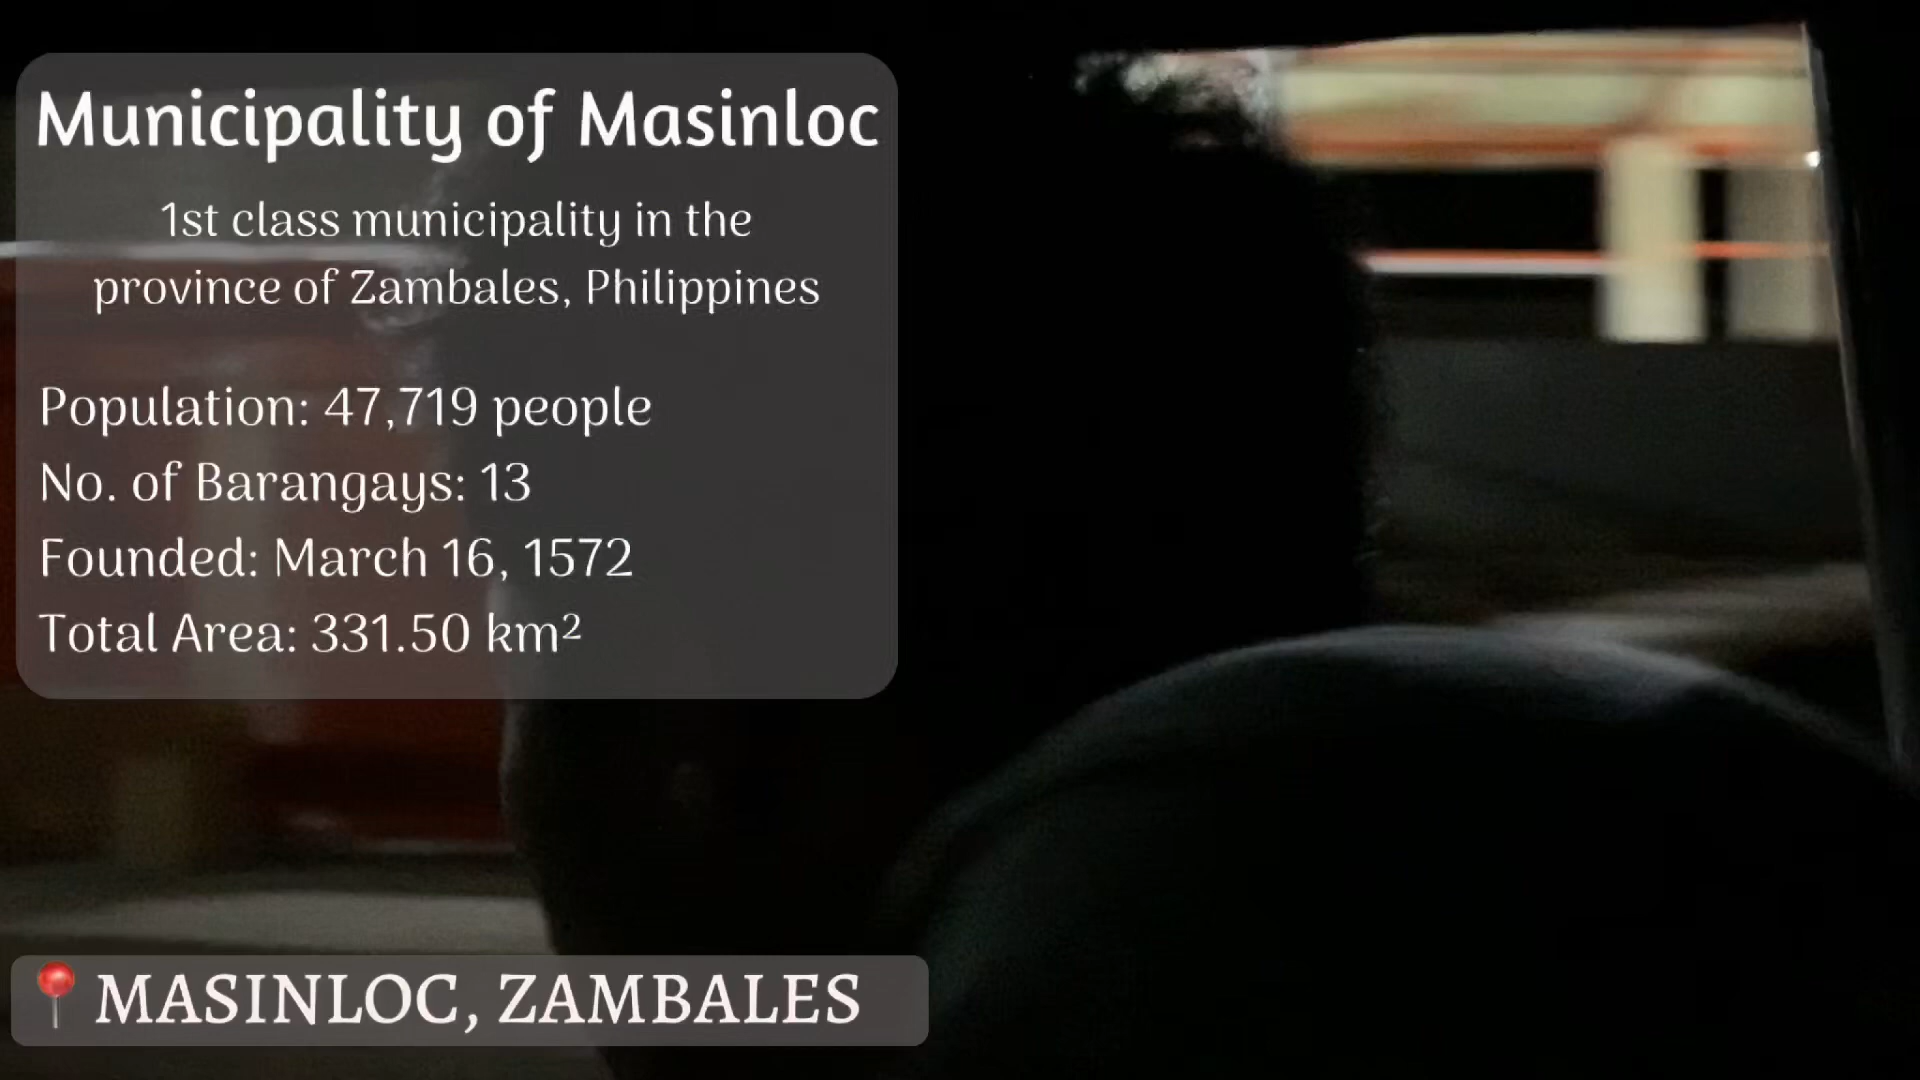 Municipality of Masinloc
1st class municipality in the
province of Zambales, Philippines
Population: 47,719 people
No. of Barangays: 13
Founded: March 16, 1572
Total Area: 331.50 km²
MASINLOC, ZAMBALES